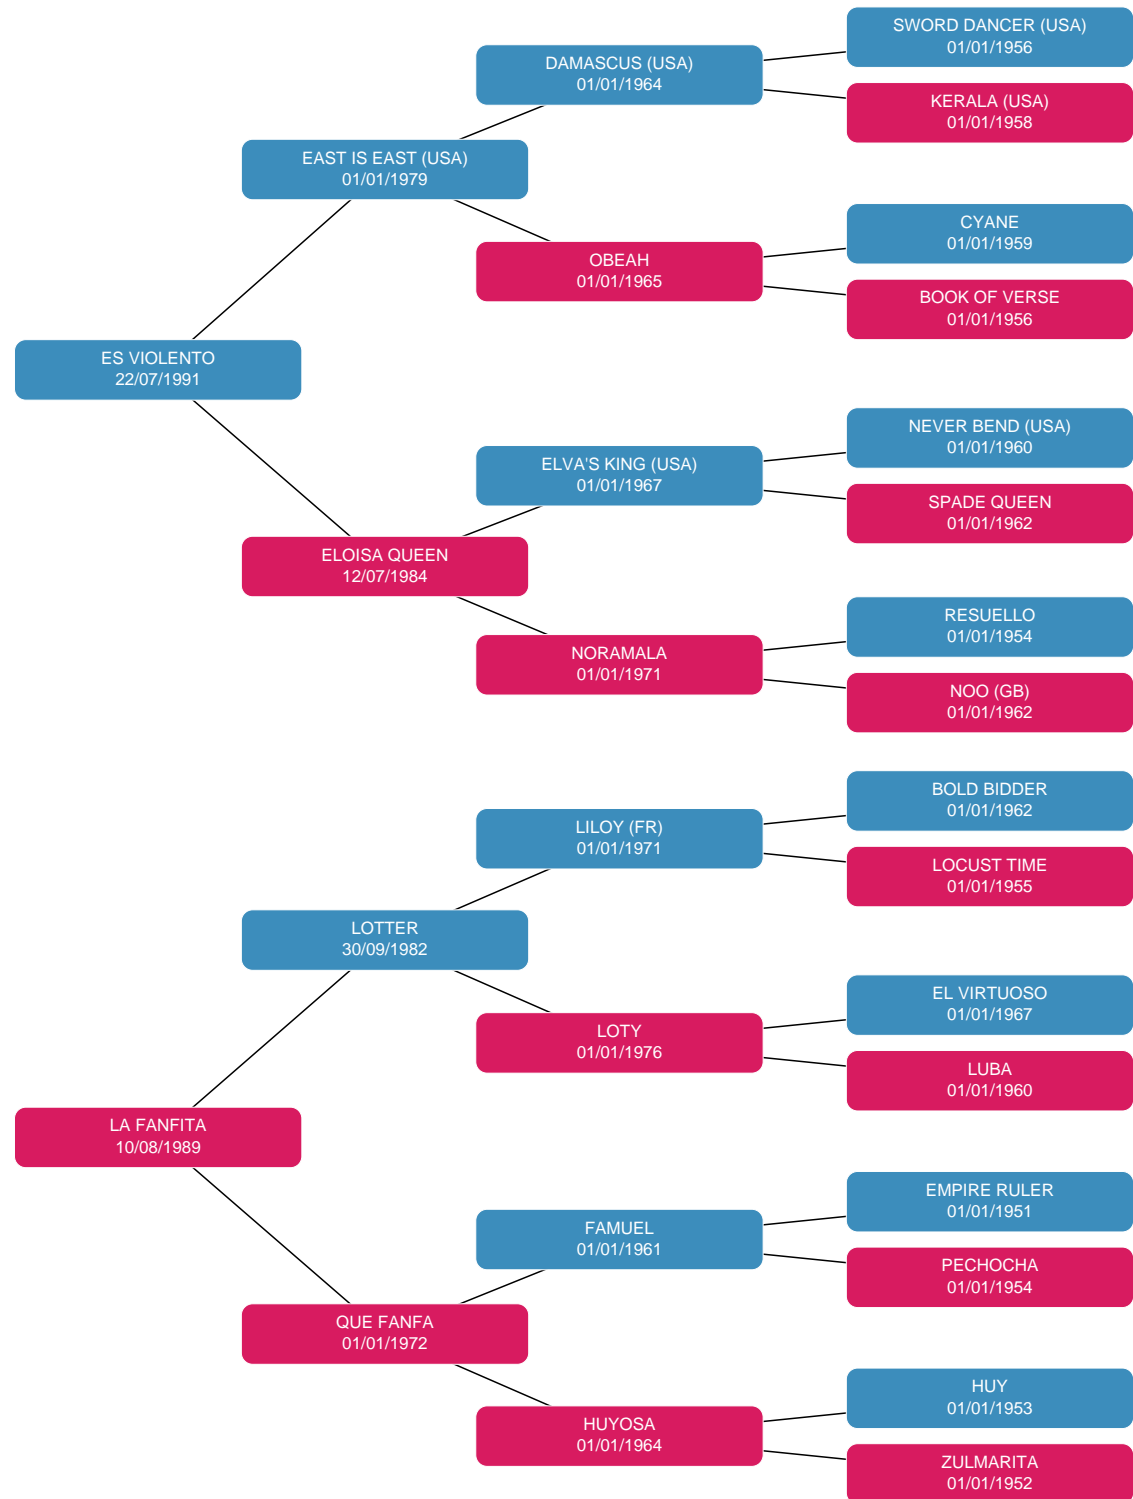 SWORD DANCER (USA)
01/01/1956
DAMASCUS (USA)
01/01/1964
KERALA (USA)
01/01/1958
EAST IS EAST (USA)
01/01/1979
CYANE
01/01/1959
OBEAH
01/01/1965
BOOK OF VERSE
01/01/1956
ES VIOLENTO
22/07/1991
NEVER BEND (USA)
01/01/1960
ELVA'S KING (USA)
01/01/1967
SPADE QUEEN
01/01/1962
ELOISA QUEEN
12/07/1984
RESUELLO
01/01/1954
NORAMALA
01/01/1971
NOO (GB)
01/01/1962
BOLD BIDDER
01/01/1962
LILOY (FR)
01/01/1971
LOCUST TIME
01/01/1955
LOTTER
30/09/1982
EL VIRTUOSO
01/01/1967
LOTY
01/01/1976
LUBA
01/01/1960
LA FANFITA
10/08/1989
EMPIRE RULER
01/01/1951
FAMUEL
01/01/1961
PECHOCHA
01/01/1954
QUE FANFA
01/01/1972
HUY
01/01/1953
HUYOSA
01/01/1964
ZULMARITA
01/01/1952